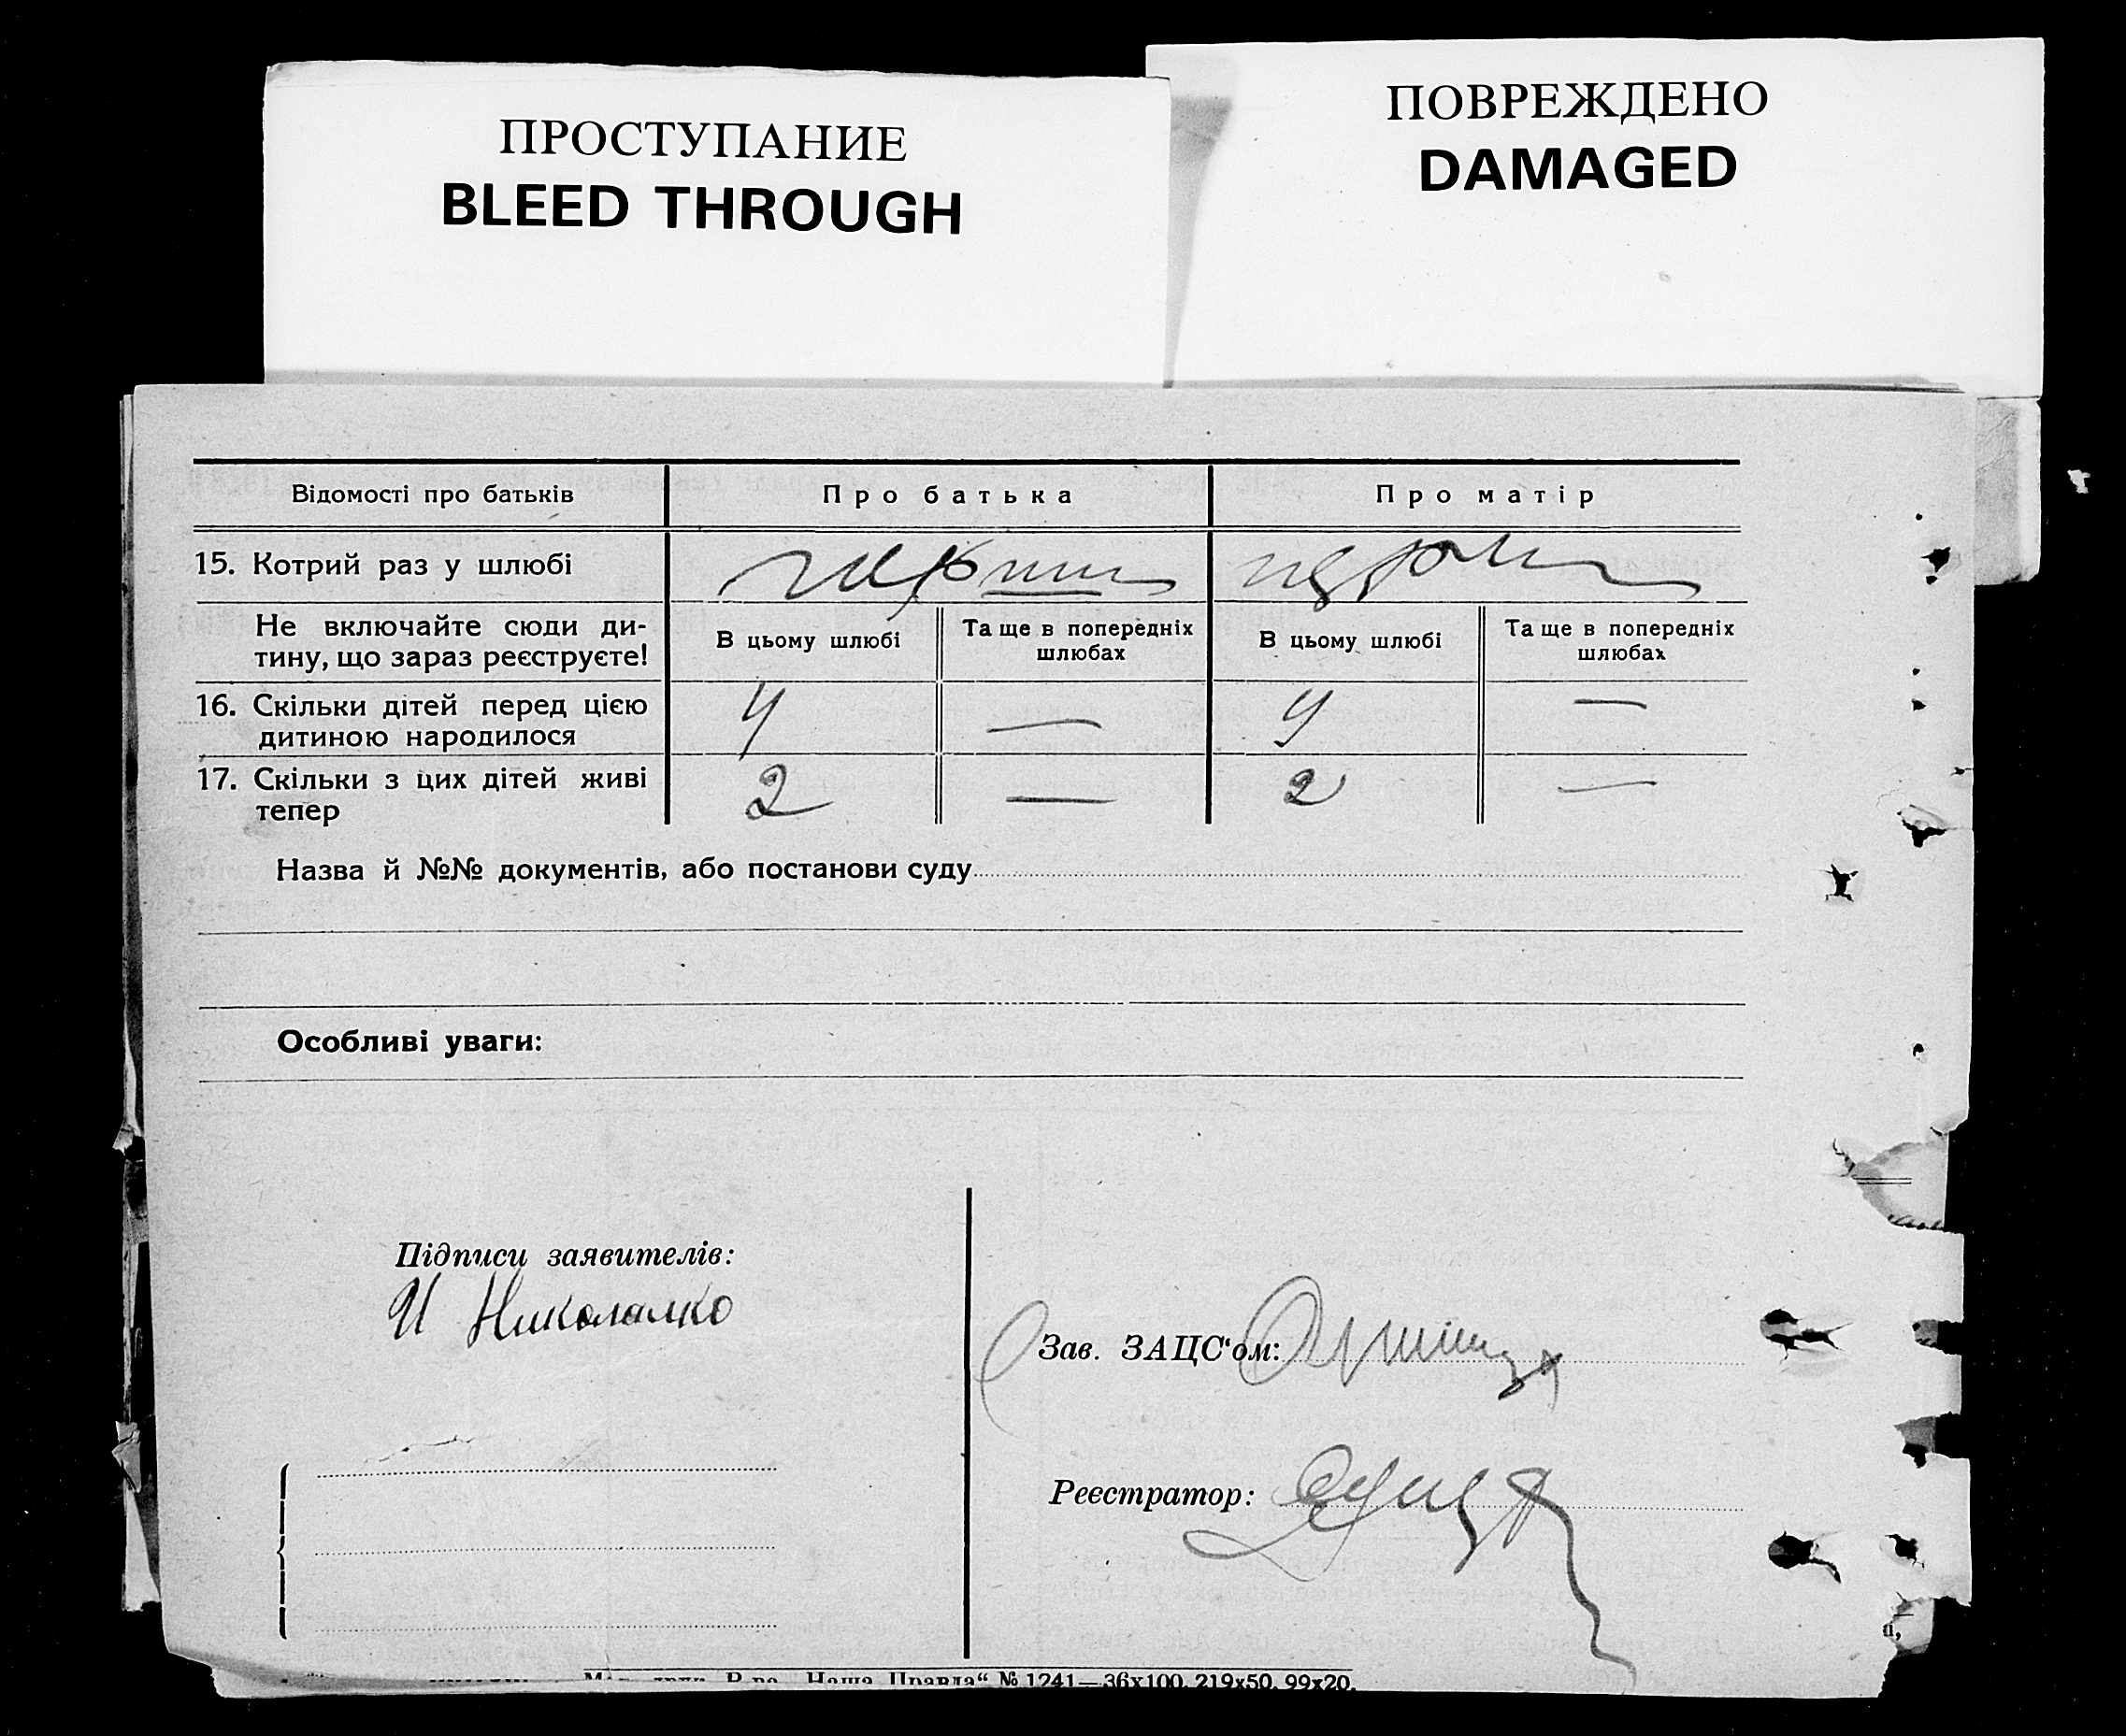 ПРОСТУПАНИЕ
BLEED THROUGH
ПОВРЕЖДЕНО
DAMAGED
Відомості про батьків
Про батька
Про матір
15. Котрий раз у шлюбі
Не включайте сюди ди-
тину, що зараз реєструєте!
В цьому шлюбі
Та ще в попередніх
шлюбах
В цьому шлюбі
Та ще в попередніх
шлюбах
16. Скільки дітей перед цією
дитиною народилося
4
—
4
—
17. Скільки з цих дітей живі
тепер
2
—
2
—
Назва й №№ документів, або постанови суду
Особливі уваги:
Підписи заявителів:
И Николаико
Зав. ЗАЦС'ом:
Реєстратор:
„Наша Правда“ № 1241—36х100. 219х50. 99х20.